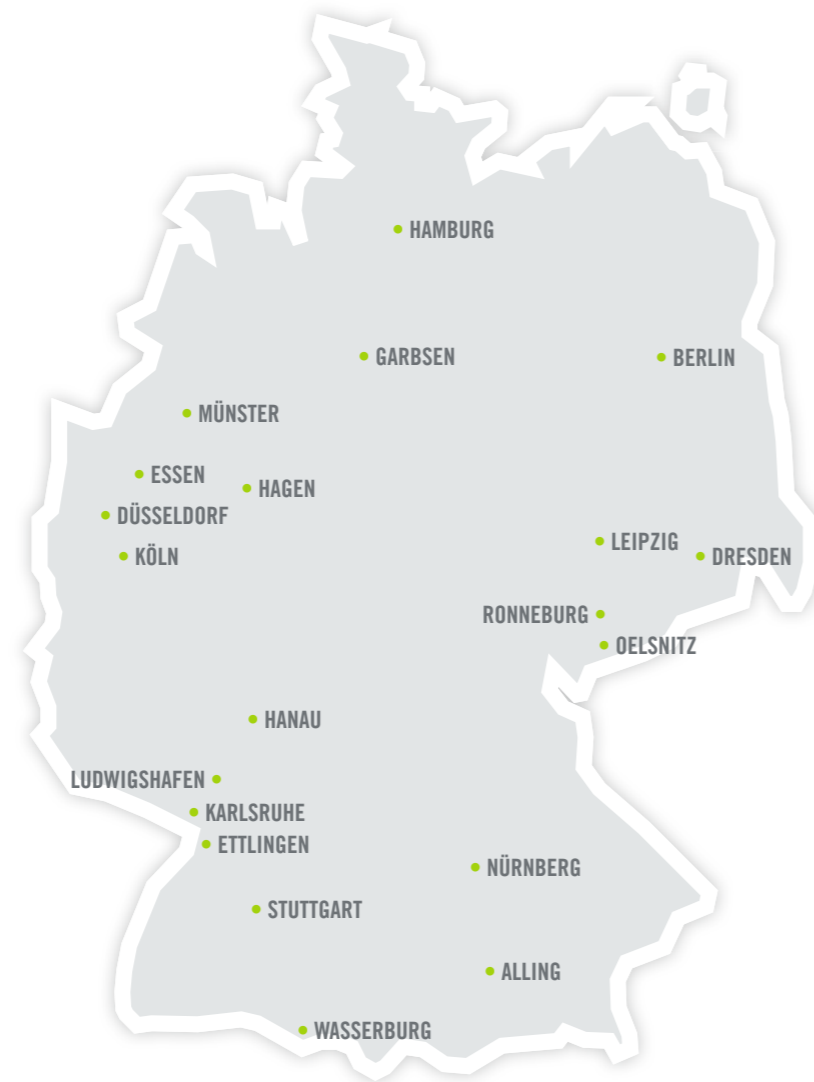 HAMBURG
GARBSEN
BERLIN
MÜNSTER
ESSEN
HAGEN
DÜSSELDORF
LEIPZIG
KÖLN
DRESDEN
RONNEBURG
OELSNITZ
HANAU
LUDWIGSHAFEN
KARLSRUHE
ETTLINGEN
NÜRNBERG
STUTTGART
ALLING
WASSERBURG